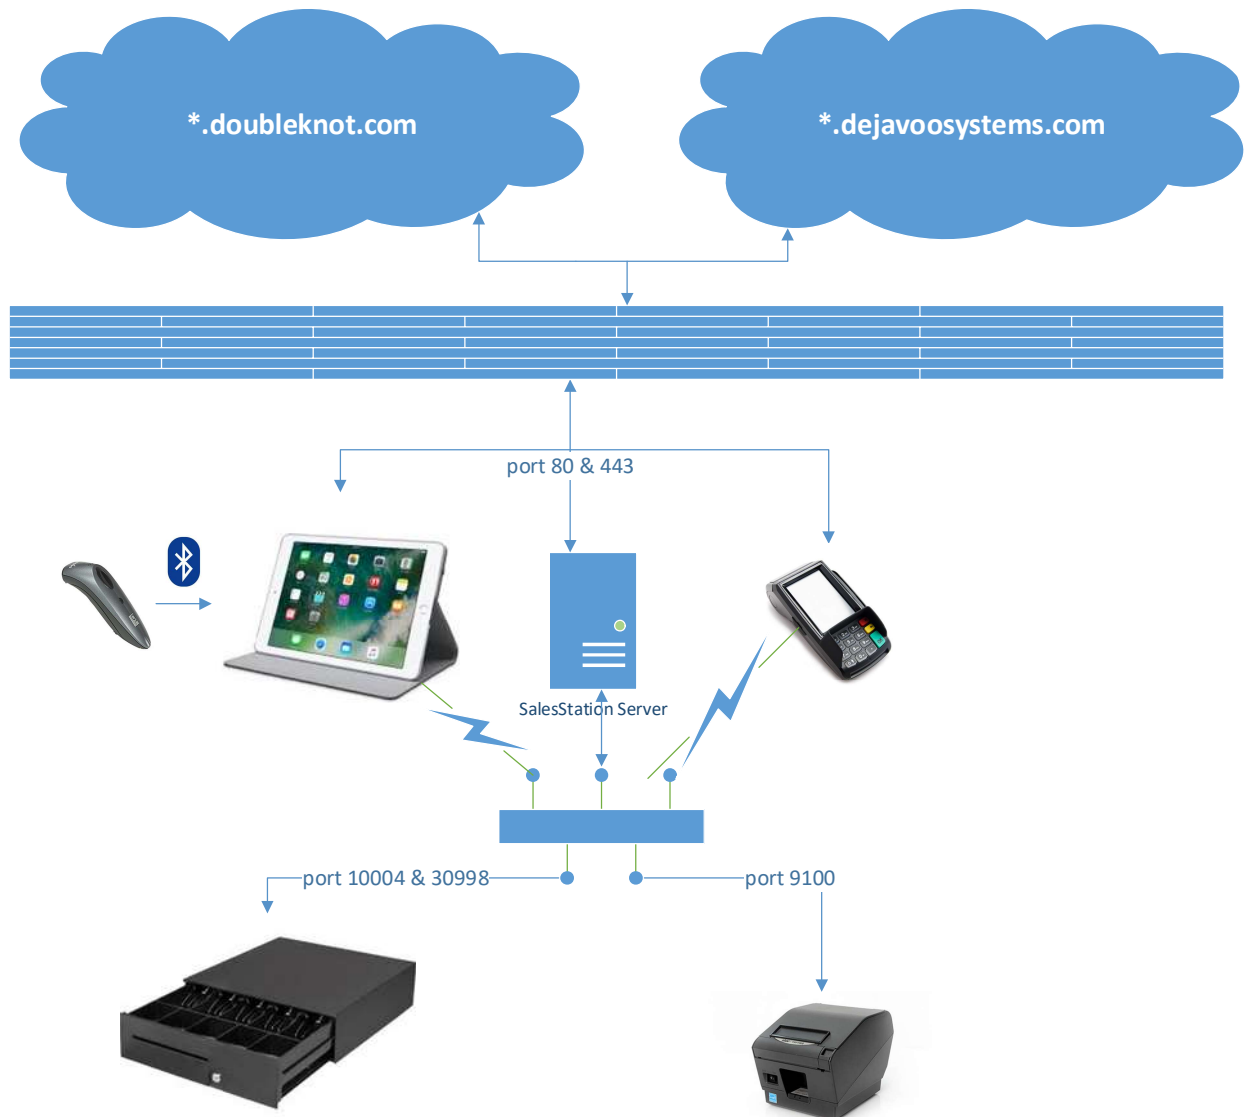 *.doubleknot.com
*.dejavoosystems.com
port 80 & 443
SalesStation Server
port 10004 & 30998
port 9100